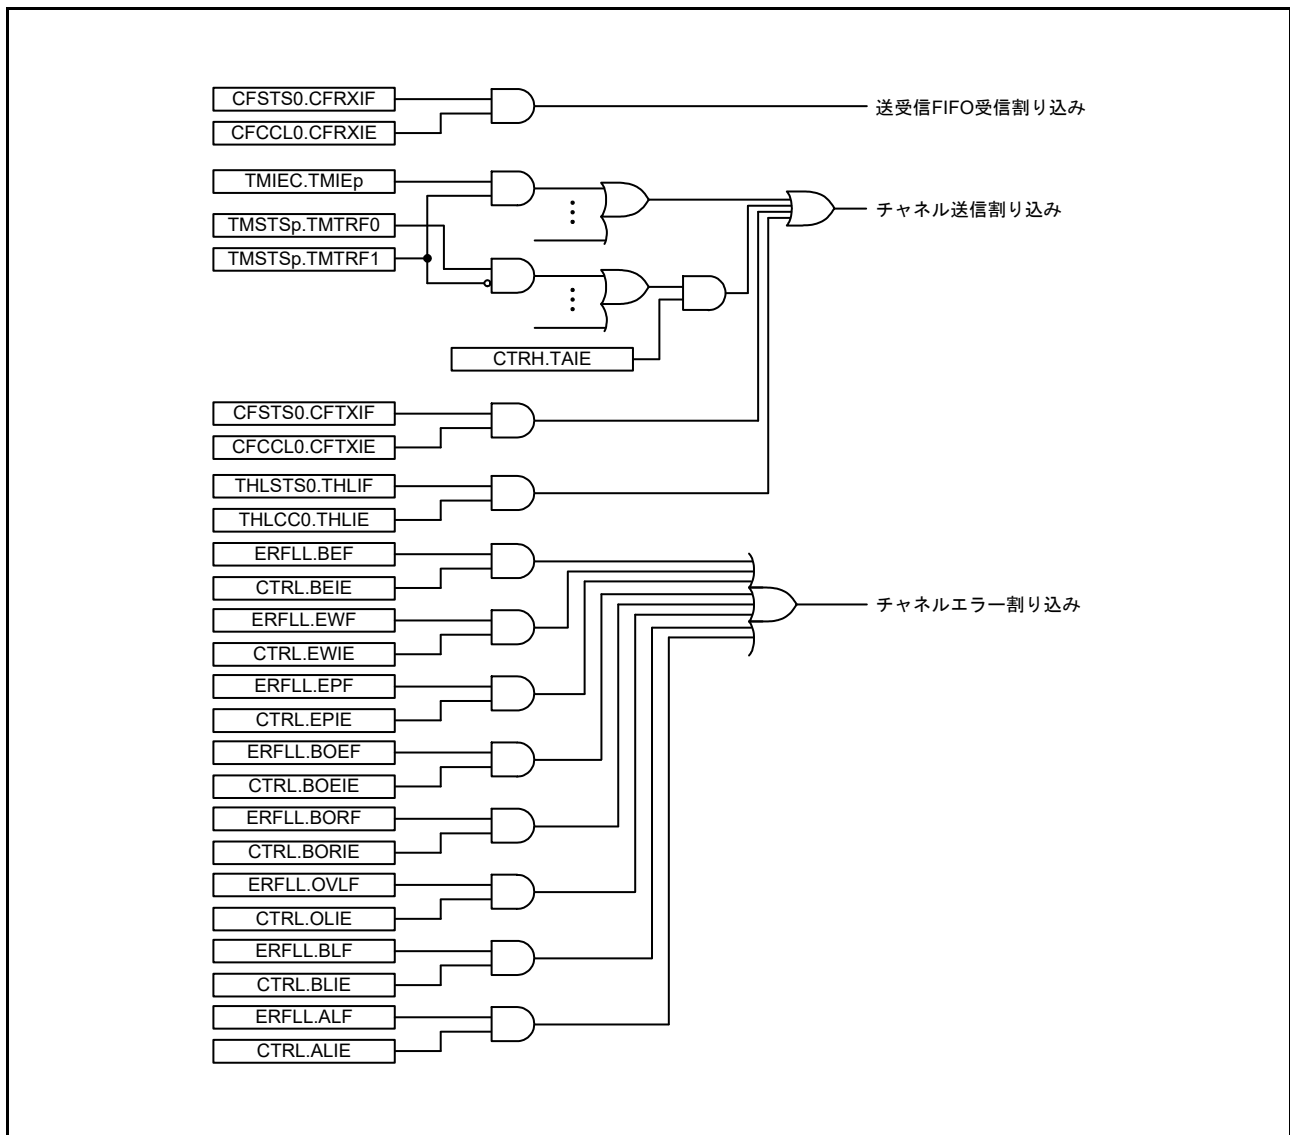 CFSTS0.CFRXIF
送受信FIFO受信割り込み
CFCCL0.CFRXIE
TMIEC.TMIEp
チャネル送信割り込み
TMSTSp.TMTRF0
TMSTSp.TMTRF1
CTRH.TAIE
CFSTS0.CFTXIF
CFCCL0.CFTXIE
THLSTS0.THLIF
THLCC0.THLIE
ERFLL.BEF
CTRL.BEIE
チャネルエラー割り込み
ERFLL.EWF
CTRL.EWIE
ERFLL.EPF
CTRL.EPIE
ERFLL.BOEF
CTRL.BOEIE
ERFLL.BORF
CTRL.BORIE
ERFLL.OVLF
CTRL.OLIE
ERFLL.BLF
CTRL.BLIE
ERFLL.ALF
CTRL.ALIE